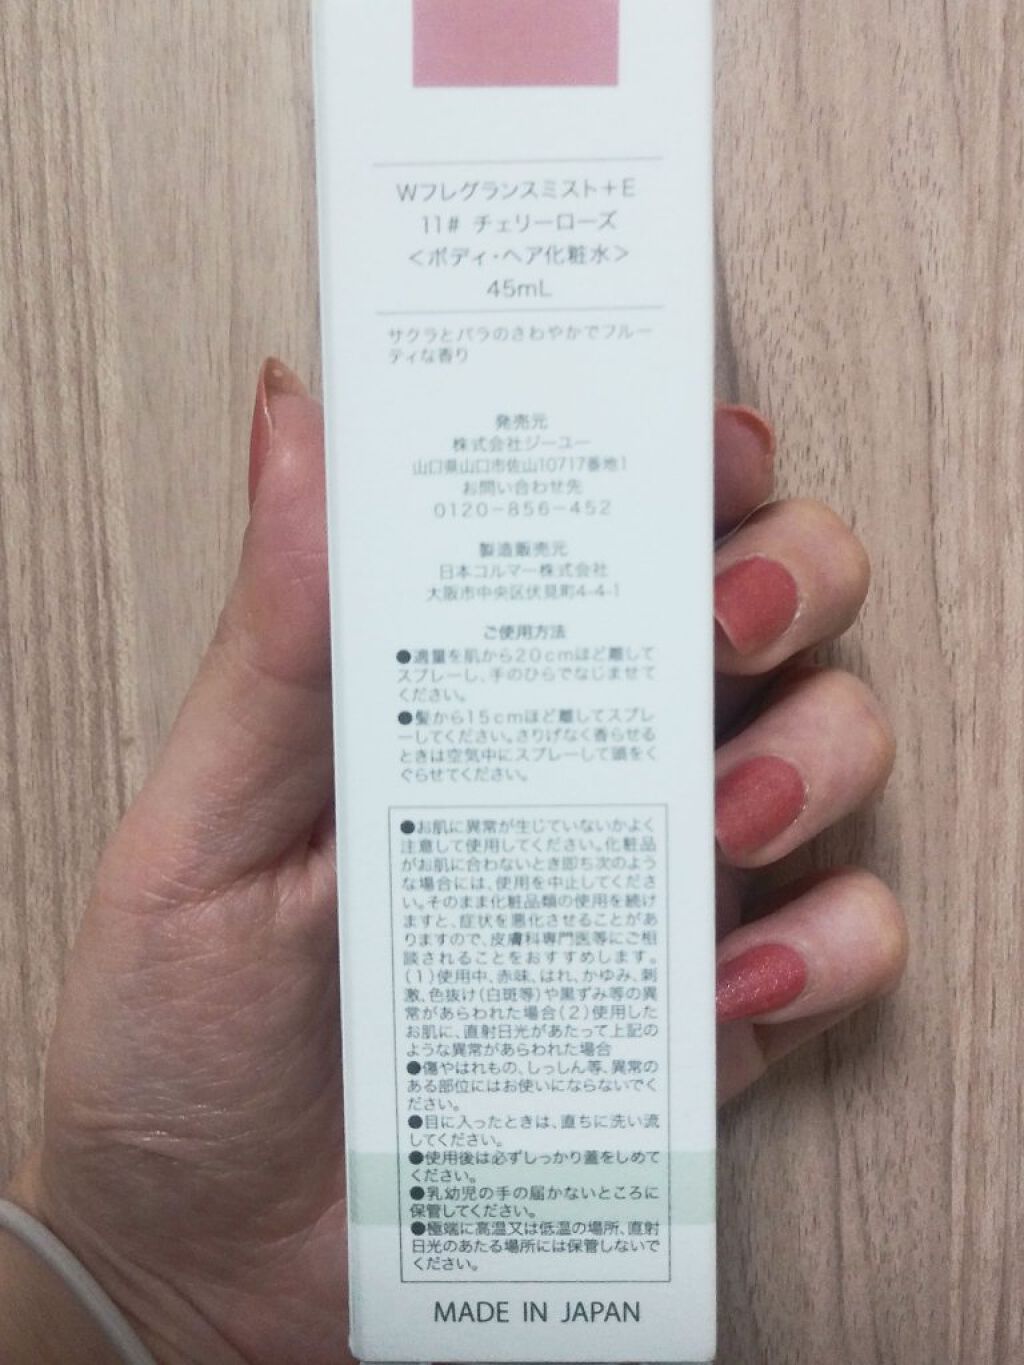 Wフレグランスミスト+E
11# チェリーローズ
<ボディ・ヘア化粧水>
45mL
サクラとバラのさわやかでフルー
ティな香り
発売元
株式会社ジーユー
山口県山口市佐山10717番地1
お問い合わせ先
0120-856-452
製造販売元
日本コルマー株式会社
大阪市中央区伏見町4-4-1
ご使用方法
●適量を肌から20cmほど離して
スプレーし、手のひらでなじませて
ください。
●髪から15cmほど離してスプレ
ーしてください。さりげなく香らせる
ときは空気中にスプレーして頭をく
ぐらせてください。
●お肌に異常が生じていないかよく
注意して使用してください。化粧品
がお肌に合わないとき即ち次のよう
な場合には、使用を中止してくださ
い。そのまま化粧品類の使用を続け
ますと、症状を悪化させることがあ
りますので、皮膚科専門医等にご相
談されることをおすすめします。
(1)使用中、赤味、はれ、かゆみ、刺
激、色抜け(白斑等)や黒ずみ等の異
常があらわれた場合(2)使用した
お肌に、直射日光があたって上記の
ような異常があらわれた場合
●傷やはれもの、しっしん等、異常の
ある部位にはお使いにならないでく
ださい。
●目に入ったときは、直ちに洗い流
してください。
●使用後は必ずしっかり蓋をしめて
ください。
●乳幼児の手の届かないところに
保管してください。
●極端に高温又は低温の場所、直射
日光のあたる場所には保管しないで
ください。
MADE IN JAPAN